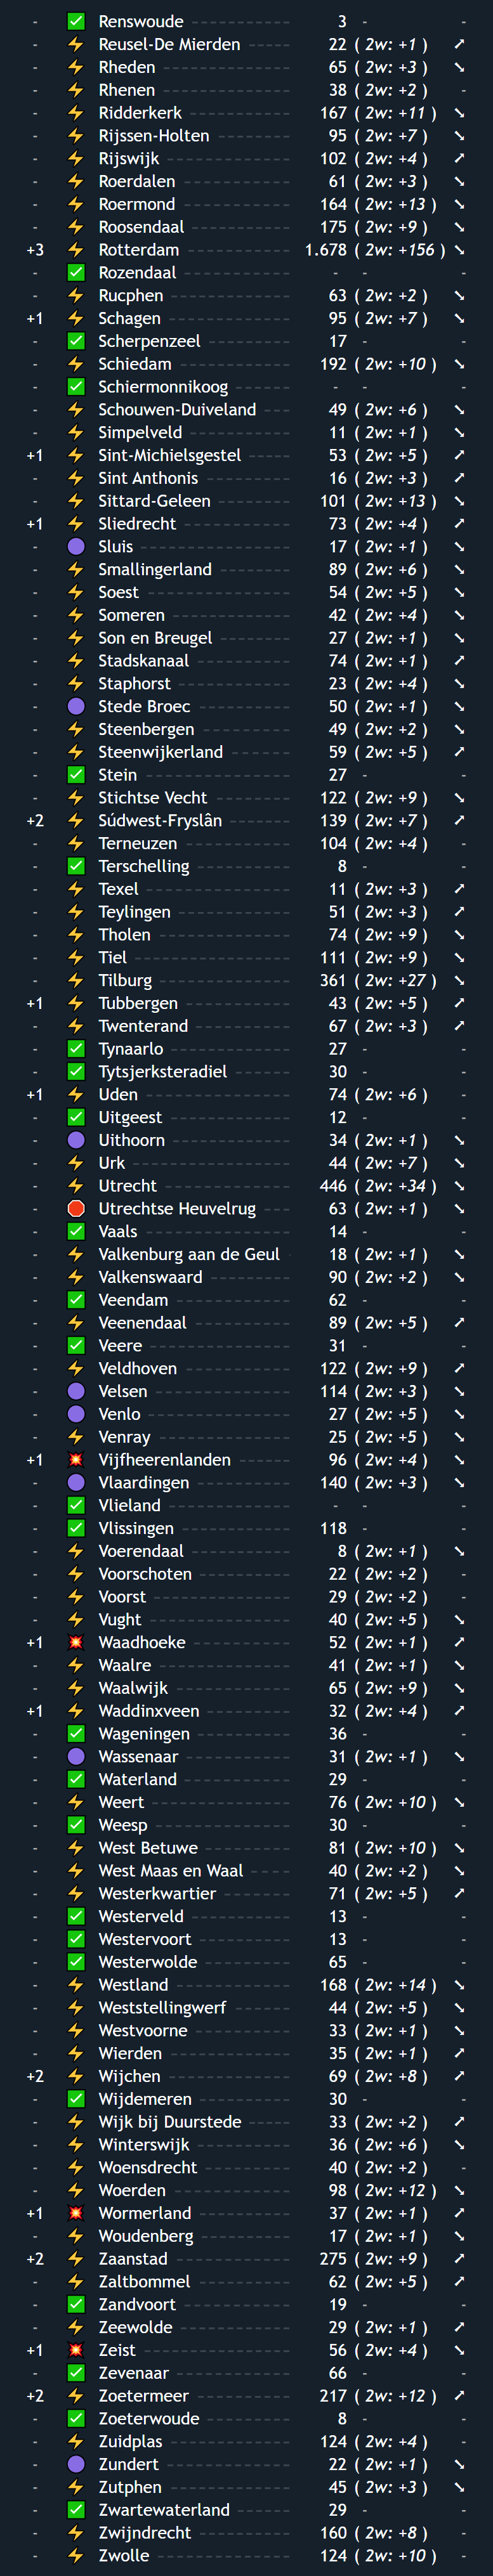 - ✅ Renswoude 3 - -
- ⚡ Reusel-De Mierden 22 ( 2w: +1 ) ➚
- ⚡ Rheden 65 ( 2w: +3 ) ➘
- ⚡ Rhenen 38 ( 2w: +2 ) -
- ⚡ Ridderkerk 167 ( 2w: +11 ) ➘
- ⚡ Rijssen-Holten 95 ( 2w: +7 ) ➘
- ⚡ Rijswijk 102 ( 2w: +4 ) ➚
- ⚡ Roerdalen 61 ( 2w: +3 ) ➘
- ⚡ Roermond 164 ( 2w: +13 ) ➘
- ⚡ Roosendaal 175 ( 2w: +9 ) ➘
+3 ⚡ Rotterdam 1.678 ( 2w: +156 ) ➘
- ✅ Rozendaal - - -
- ⚡ Rucphen 63 ( 2w: +2 ) ➘
+1 ⚡ Schagen 95 ( 2w: +7 ) ➘
- ✅ Scherpenzeel 17 - -
- ⚡ Schiedam 192 ( 2w: +10 ) ➘
- ✅ Schiermonnikoog - - -
- ⚡ Schouwen-Duiveland 49 ( 2w: +6 ) ➘
- ⚡ Simpelveld 11 ( 2w: +1 ) ➘
+1 ⚡ Sint-Michielsgestel 53 ( 2w: +5 ) ➚
- ⚡ Sint Anthonis 16 ( 2w: +3 ) ➚
- ⚡ Sittard-Geleen 101 ( 2w: +13 ) ➘
+1 ⚡ Sliedrecht 73 ( 2w: +4 ) ➚
- 🟣 Sluis 17 ( 2w: +1 ) ➘
- ⚡ Smallingerland 89 ( 2w: +6 ) ➘
- ⚡ Soest 54 ( 2w: +5 ) ➘
- ⚡ Someren 42 ( 2w: +4 ) ➘
- ⚡ Son en Breugel 27 ( 2w: +1 ) ➘
- ⚡ Stadskanaal 74 ( 2w: +1 ) ➚
- ⚡ Staphorst 23 ( 2w: +4 ) ➘
- 🟣 Stede Broec 50 ( 2w: +1 ) ➘
- ⚡ Steenbergen 49 ( 2w: +2 ) ➘
- ⚡ Steenwijkerland 59 ( 2w: +5 ) ➚
- ✅ Stein 27 - -
- ⚡ Stichtse Vecht 122 ( 2w: +9 ) ➘
+2 ⚡ Súdwest-Fryslân 139 ( 2w: +7 ) ➚
- ⚡ Terneuzen 104 ( 2w: +4 ) -
- ✅ Terschelling 8 - -
- ⚡ Texel 11 ( 2w: +3 ) ➚
- ⚡ Teylingen 51 ( 2w: +3 ) ➚
- ⚡ Tholen 74 ( 2w: +9 ) ➘
- ⚡ Tiel 111 ( 2w: +9 ) ➘
- ⚡ Tilburg 361 ( 2w: +27 ) ➘
+1 ⚡ Tubbergen 43 ( 2w: +5 ) ➚
- ⚡ Twenterand 67 ( 2w: +3 ) ➚
- ✅ Tynaarlo 27 - -
- ✅ Tytsjerksteradiel 30 - -
+1 ⚡ Uden 74 ( 2w: +6 ) -
- ✅ Uitgeest 12 - -
- 🟣 Uithoorn 34 ( 2w: +1 ) ➘
- ⚡ Urk 44 ( 2w: +7 ) ➘
- ⚡ Utrecht 446 ( 2w: +34 ) ➘
- 🛑 Utrechtse Heuvelrug 63 ( 2w: +1 ) ➘
- ✅ Vaals 14 - -
- ⚡ Valkenburg aan de Geul 18 ( 2w: +1 ) ➘
- ⚡ Valkenswaard 90 ( 2w: +2 ) ➘
- ✅ Veendam 62 - -
- ⚡ Veenendaal 89 ( 2w: +5 ) ➚
- ✅ Veere 31 - -
- ⚡ Veldhoven 122 ( 2w: +9 ) ➚
- 🟣 Velsen 114 ( 2w: +3 ) ➘
- 🟣 Venlo 27 ( 2w: +5 ) ➘
- ⚡ Venray 25 ( 2w: +5 ) ➘
+1 💥 Vijfheerenlanden 96 ( 2w: +4 ) ➘
- 🟣 Vlaardingen 140 ( 2w: +3 ) ➘
- ✅ Vlieland - - -
- ✅ Vlissingen 118 - -
- ⚡ Voerendaal 8 ( 2w: +1 ) ➘
- ⚡ Voorschoten 22 ( 2w: +2 ) -
- ⚡ Voorst 29 ( 2w: +2 ) -
- ⚡ Vught 40 ( 2w: +5 ) ➘
+1 💥 Waadhoeke 52 ( 2w: +1 ) ➚
- ⚡ Waalre 41 ( 2w: +1 ) ➘
- ⚡ Waalwijk 65 ( 2w: +9 ) ➘
+1 ⚡ Waddinxveen 32 ( 2w: +4 ) ➚
- ✅ Wageningen 36 - -
- 🟣 Wassenaar 31 ( 2w: +1 ) ➘
- ✅ Waterland 29 - -
- ⚡ Weert 76 ( 2w: +10 ) ➘
- ✅ Weesp 30 - -
- ⚡ West Betuwe 81 ( 2w: +10 ) ➘
- ⚡ West Maas en Waal 40 ( 2w: +2 ) ➘
- ⚡ Westerkwartier 71 ( 2w: +5 ) ➚
- ✅ Westerveld 13 - -
- ✅ Westervoort 13 - -
- ✅ Westerwolde 65 - -
- ⚡ Westland 168 ( 2w: +14 ) ➘
- ⚡ Weststellingwerf 44 ( 2w: +5 ) ➘
- ⚡ Westvoorne 33 ( 2w: +1 ) ➘
- ⚡ Wierden 35 ( 2w: +1 ) ➚
+2 ⚡ Wijchen 69 ( 2w: +8 ) ➚
- ✅ Wijdemeren 30 - -
- ⚡ Wijk bij Duurstede 33 ( 2w: +2 ) ➚
- ⚡ Winterswijk 36 ( 2w: +6 ) ➘
- ⚡ Woensdrecht 40 ( 2w: +2 ) -
- ⚡ Woerden 98 ( 2w: +12 ) ➘
+1 💥 Wormerland 37 ( 2w: +1 ) ➚
- ⚡ Woudenberg 17 ( 2w: +1 ) ➘
+2 ⚡ Zaanstad 275 ( 2w: +9 ) ➚
- ⚡ Zaltbommel 62 ( 2w: +5 ) ➚
- ✅ Zandvoort 19 - -
- ⚡ Zeewolde 29 ( 2w: +1 ) ➚
+1 💥 Zeist 56 ( 2w: +4 ) ➘
- ✅ Zevenaar 66 - -
+2 ⚡ Zoetermeer 217 ( 2w: +12 ) ➚
- ✅ Zoeterwoude 8 - -
- ⚡ Zuidplas 124 ( 2w: +4 ) -
- 🟣 Zundert 22 ( 2w: +1 ) ➘
- ⚡ Zutphen 45 ( 2w: +3 ) ➘
- ✅ Zwartewaterland 29 - -
- ⚡ Zwijndrecht 160 ( 2w: +8 ) -
- ⚡ Zwolle 124 ( 2w: +10 ) -